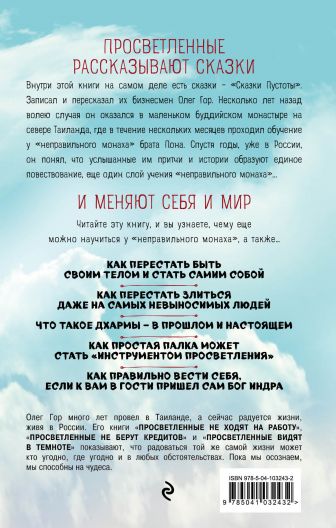 ПРОСВЕТЛЕННЫЕ
РАССКАЗЫВАЮТ СКАЗКИ
Внутри этой книги на самом деле есть сказки – «Сказки Пустоты».
Записал и пересказал их бизнесмен Олег Гор. Несколько лет назад
волею случая он оказался в маленьком буддийском монастыре на
севере Таиланда, где в течение нескольких месяцев проходил обучение
у «неправильного монаха» брата Пона. Спустя годы, уже в России,
он понял, что услышанные им притчи и истории образуют единое
повествование, еще один слой учения «неправильного монаха»...
И МЕНЯЮТ СЕБЯ И МИР
Читайте эту книгу, и вы узнаете, чему еще
можно научиться у «неправильного монаха», а также...
КАК ПЕРЕСТАТЬ БЫТЬ
СВОИМ ТЕЛОМ И СТАТЬ САМИМ СОБОЙ
КАК ПЕРЕСТАТЬ ЗЛИТЬСЯ
ДАЖЕ НА САМЫХ НЕВЫНОСИМЫХ ЛЮДЕЙ
ЧТО ТАКОЕ ДХАРМЫ – В ПРОШЛОМ И НАСТОЯЩЕМ
КАК ПРОСТАЯ ПАЛКА МОЖЕТ
СТАТЬ «ИНСТРУМЕНТОМ ПРОСВЕТЛЕНИЯ»
КАК ПРАВИЛЬНО ВЕСТИ СЕБЯ,
ЕСЛИ К ВАМ В ГОСТИ ПРИШЕЛ САМ БОГ ИНДРА
Олег Гор много лет провел в Таиланде, а сейчас радуется жизни,
живя в России. Его книги «ПРОСВЕТЛЕННЫЕ НЕ ХОДЯТ НА РАБОТУ»,
«ПРОСВЕТЛЕННЫЕ НЕ БЕРУТ КРЕДИТОВ» и «ПРОСВЕТЛЕННЫЕ ВИДЯТ
В ТЕМНОТЕ» показывают, что радоваться той же самой жизни может
кто угодно, где угодно и в любых обстоятельствах. Пока мы осознаем,
мы способны на чудеса.
ISBN 978-5-04-103243-2
9 785041 032432 >